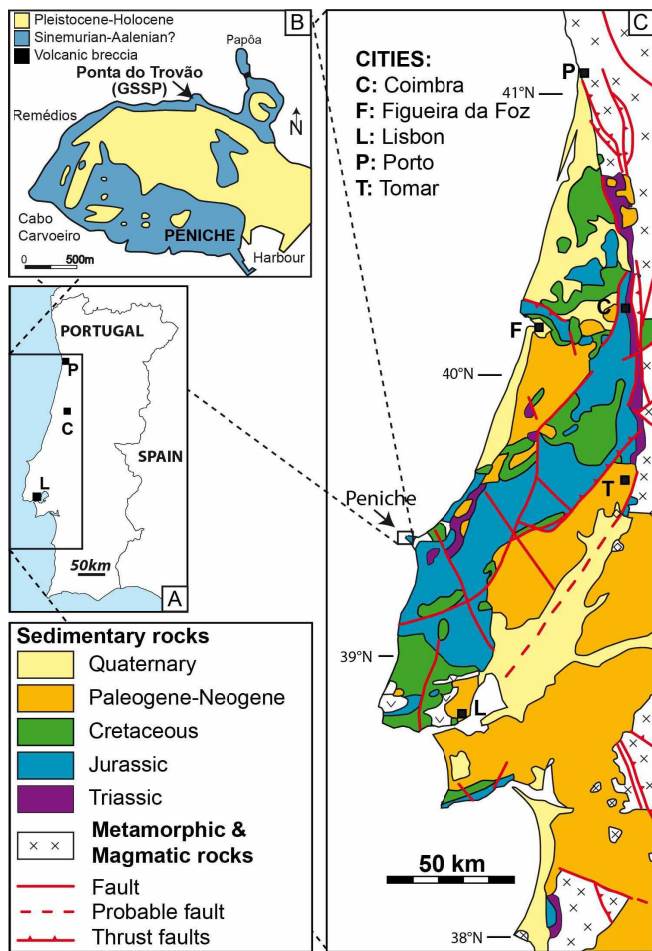 Pleistocene-Holocene
Sinemurian-Aalenian?
Volcanic breccia
B
Papôa
Ponta do Trovão
(GSSP)
Remédios
N
Cabo
Carvoeiro
PENICHE
Harbour
0 500m
PORTUGAL
P
C
SPAIN
L
50km
A
C
CITIES:
C: Coimbra
F: Figueira da Foz
L: Lisbon
P: Porto
T: Tomar
P
41°N
C
F
40°N
T
Peniche
39°N
L
50 km
38°N
Sedimentary rocks
Quaternary
Paleogene-Neogene
Cretaceous
Jurassic
Triassic
Metamorphic &
Magmatic rocks
Fault
Probable fault
Thrust faults